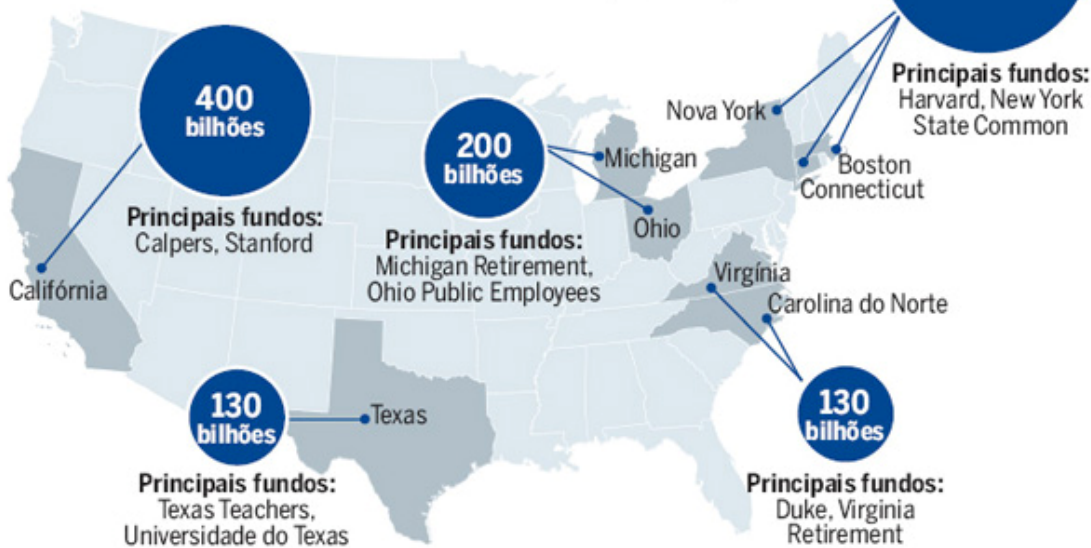 400
bilhões
Principais fundos:
Calpers, Stanford
Califórnia
200
bilhões
Principais fundos:
Michigan Retirement,
Ohio Public Employees
Michigan
Ohio
Principais fundos:
Harvard, New York
State Common
Nova York
Boston
Connecticut
130
bilhões
Texas
Principais fundos:
Texas Teachers,
Universidade do Texas
Virgínia
Carolina do Norte
130
bilhões
Principais fundos:
Duke, Virginia
Retirement